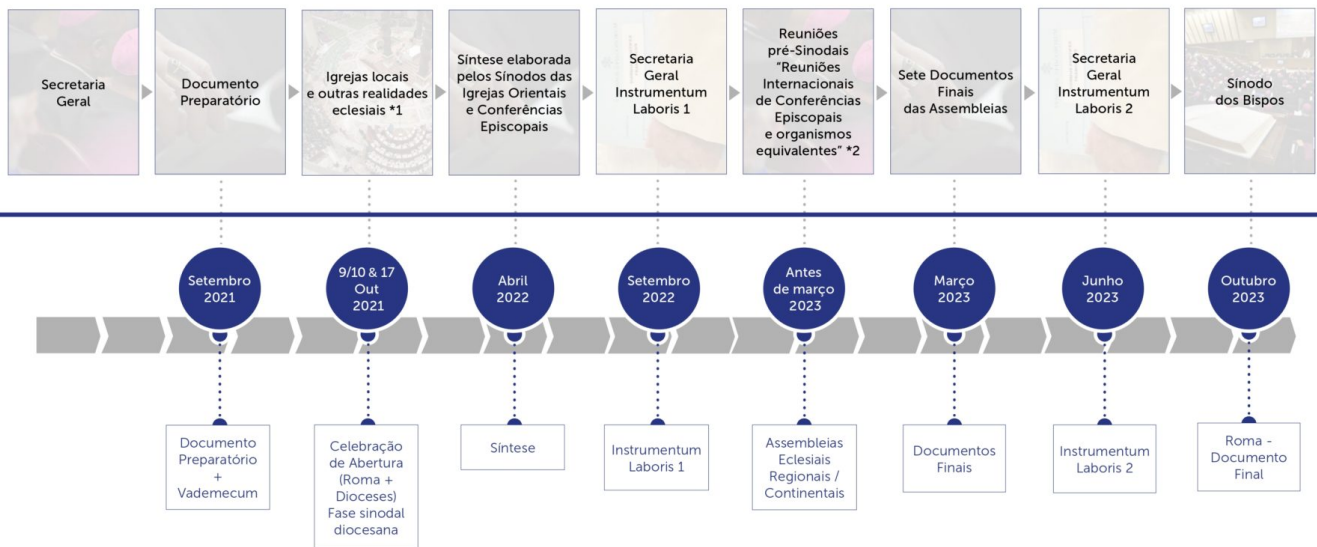 Secretaria
Geral
Documento
Preparatório
Igrejas locais
e outras realidades
eclesiais *1
Síntese elaborada
pelos Sínodos das
Igrejas Orientais
e Conferências
Episcopais
Secretaria
Geral
Instrumentum
Laboris 1
Reuniões
pré-Sinodais
“Reuniões
Internacionais
de Conferências
Episcopais
e organismos
equivalentes” *2
Sete Documentos
Finais
das Assembleias
Secretaria
Geral
Instrumentum
Laboris 2
Sínodo
dos Bispos
Setembro
2021
9/10 & 17
Out
2021
Abril
2022
Setembro
2022
Antes
de março
2023
Março
2023
Junho
2023
Outubro
2023
Documento
Preparatório
+
Vademecum
Celebração
de Abertura
(Roma +
Dioceses)
Fase sinodal
diocesana
Síntese
Instrumentum
Laboris 1
Assembleias
Eclesiais
Regionais /
Continentais
Documentos
Finais
Instrumentum
Laboris 2
Roma -
Documento
Final